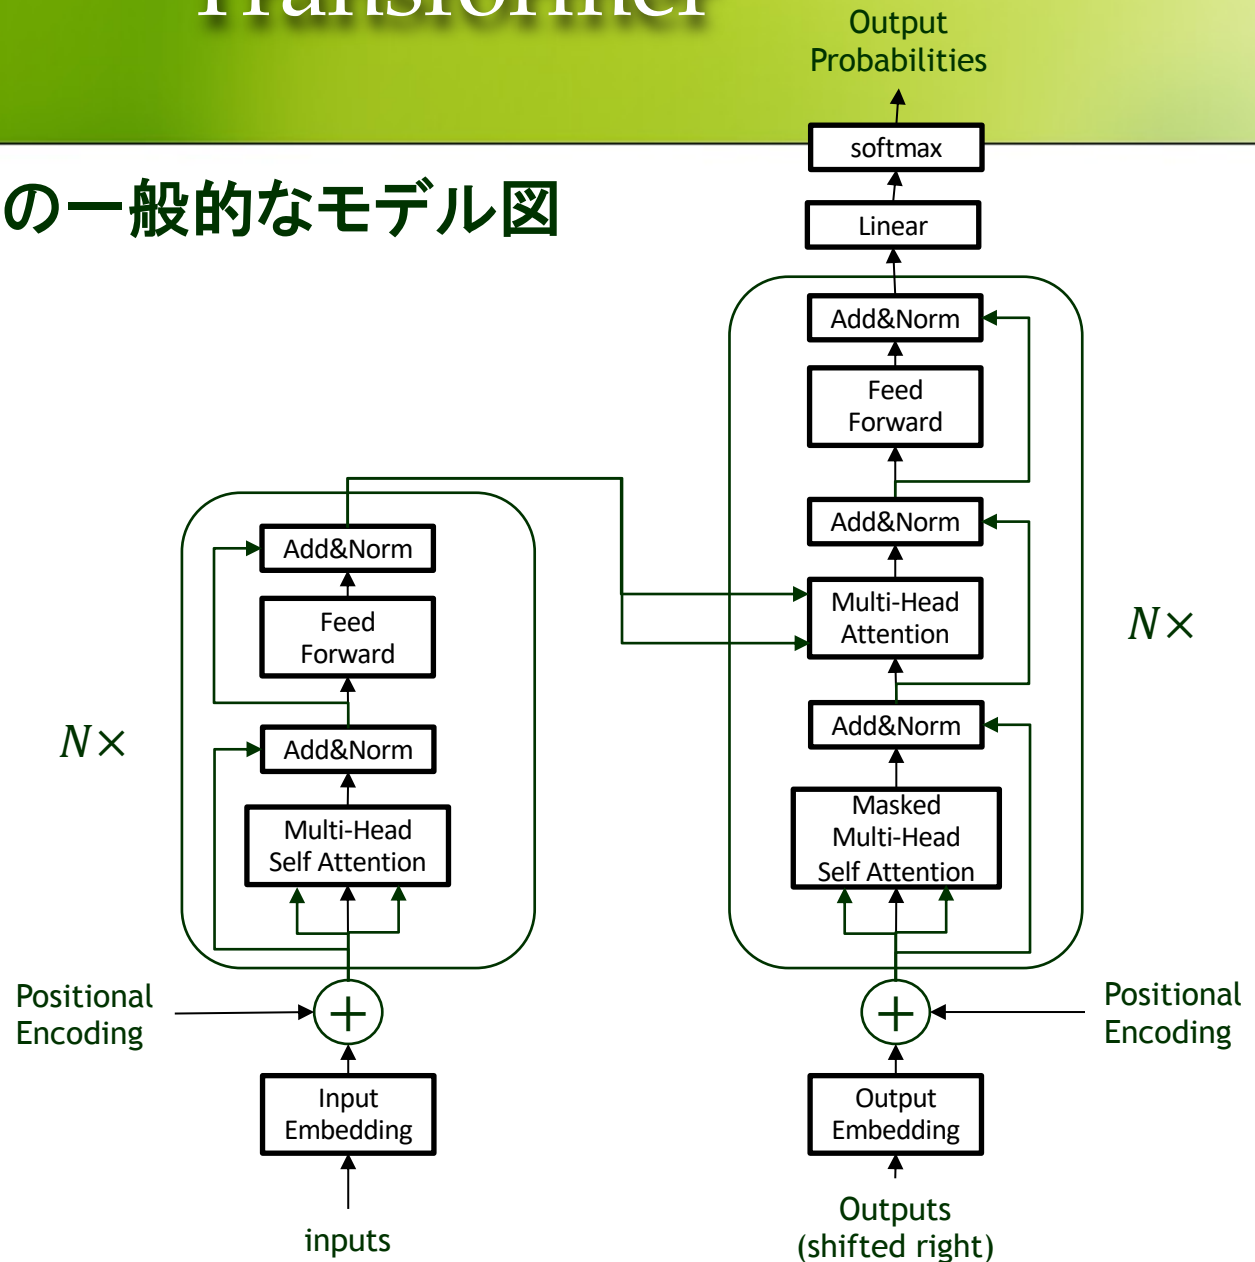 Transformer
の一般的なモデル図
Output
Probabilities
softmax
Linear
Add&Norm
Feed
Forward
Add&Norm
Multi-Head
Attention
Add&Norm
Masked
Multi-Head
Self Attention
N×
Positional
Encoding
+
Output
Embedding
Outputs
(shifted right)
Add&Norm
Feed
Forward
Add&Norm
Multi-Head
Self Attention
N×
Positional
Encoding
+
Input
Embedding
inputs